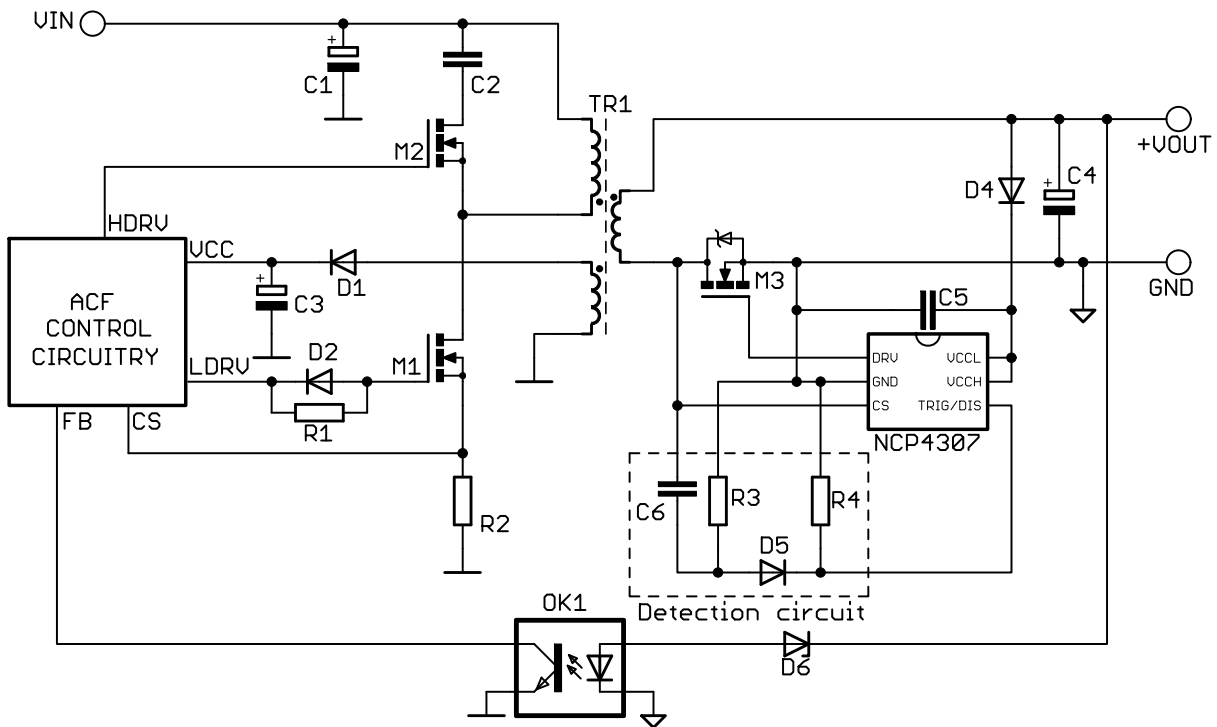 VIN
+
C1
C2
TR1
M2
+VOUT
D4
+
C4
HDRV
VCC
+
C3
D1
M3
GND
C5
ACF
CONTROL
CIRCUITRY
LDRV
D2
M1
R1
DRV
VCCL
GND
VCCH
CS
TRIG/DIS
NCP4307
FB
CS
R2
C6
R3
R4
D5
Detection circuit
OK1
D6